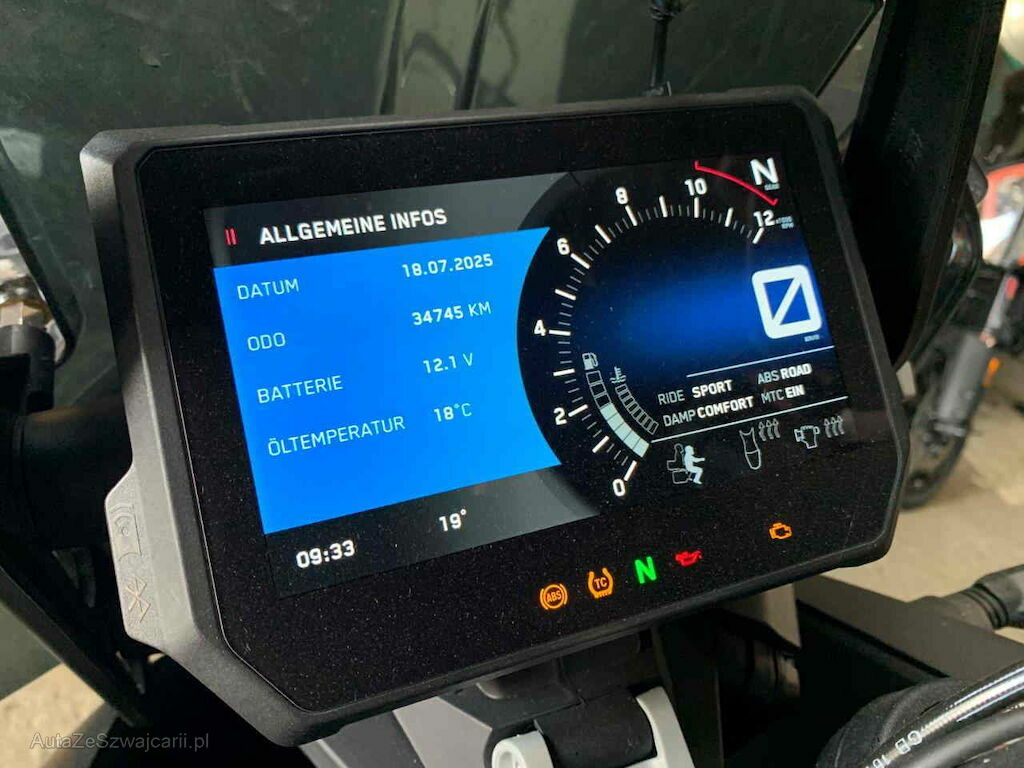 ALLGEMEINE INFOS
DATUM 18.07.2025
ODO 34745 KM
BATTERIE 12.1 V
ÖLTEMPERATUR 18°C
09:33 19°
0 2 4 6 8 10 12
N
0
RIDE SPORT ABS ROAD
DAMP COMFORT MTC EIN
ABS TC N
AutaZeSzwajcarii.pl